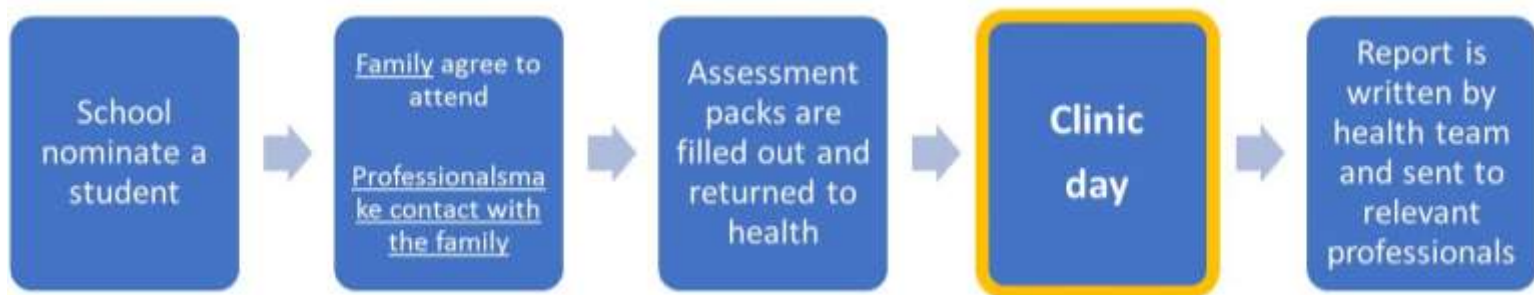 School
nominate a
student
Family agree to
attend
Professionalsma
ke contact with
the family
Assessment
packs are
filled out and
returned to
health
Clinic
day
Report is
written by
health team
and sent to
relevant
professionals